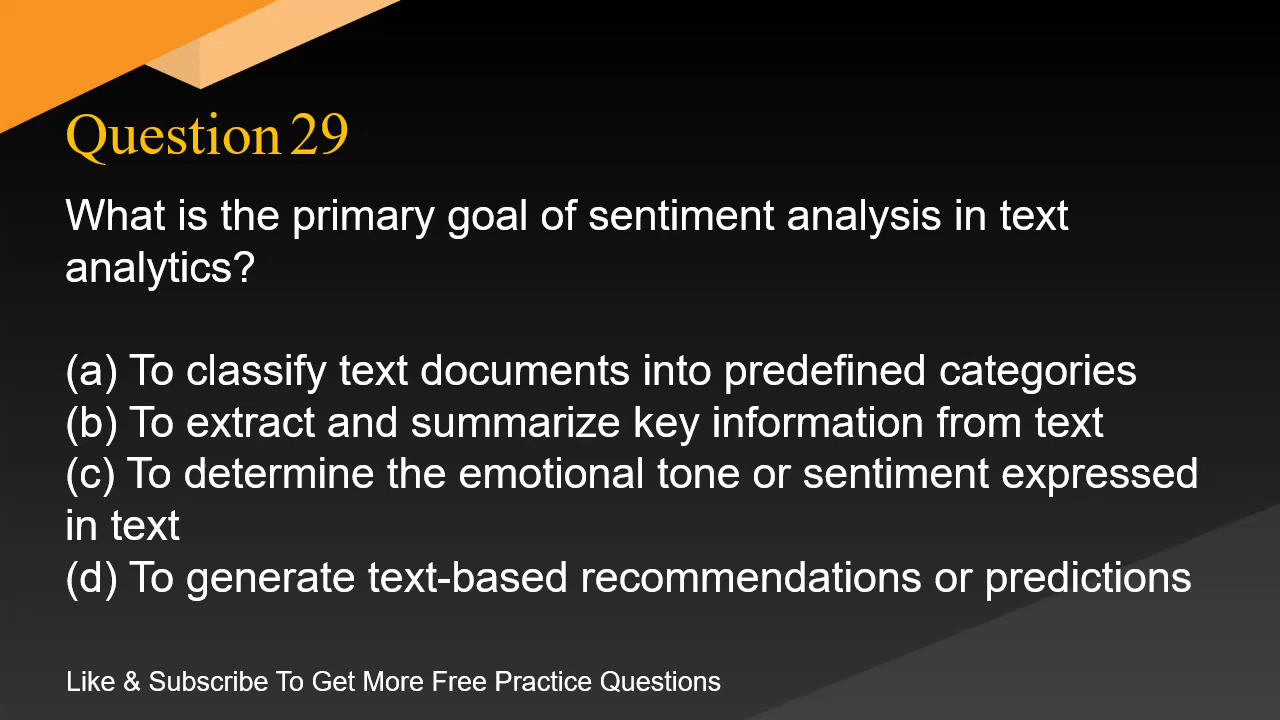 Question 29
What is the primary goal of sentiment analysis in text
analytics?
(a) To classify text documents into predefined categories
(b) To extract and summarize key information from text
(c) To determine the emotional tone or sentiment expressed
in text
(d) To generate text-based recommendations or predictions
Like & Subscribe To Get More Free Practice Questions